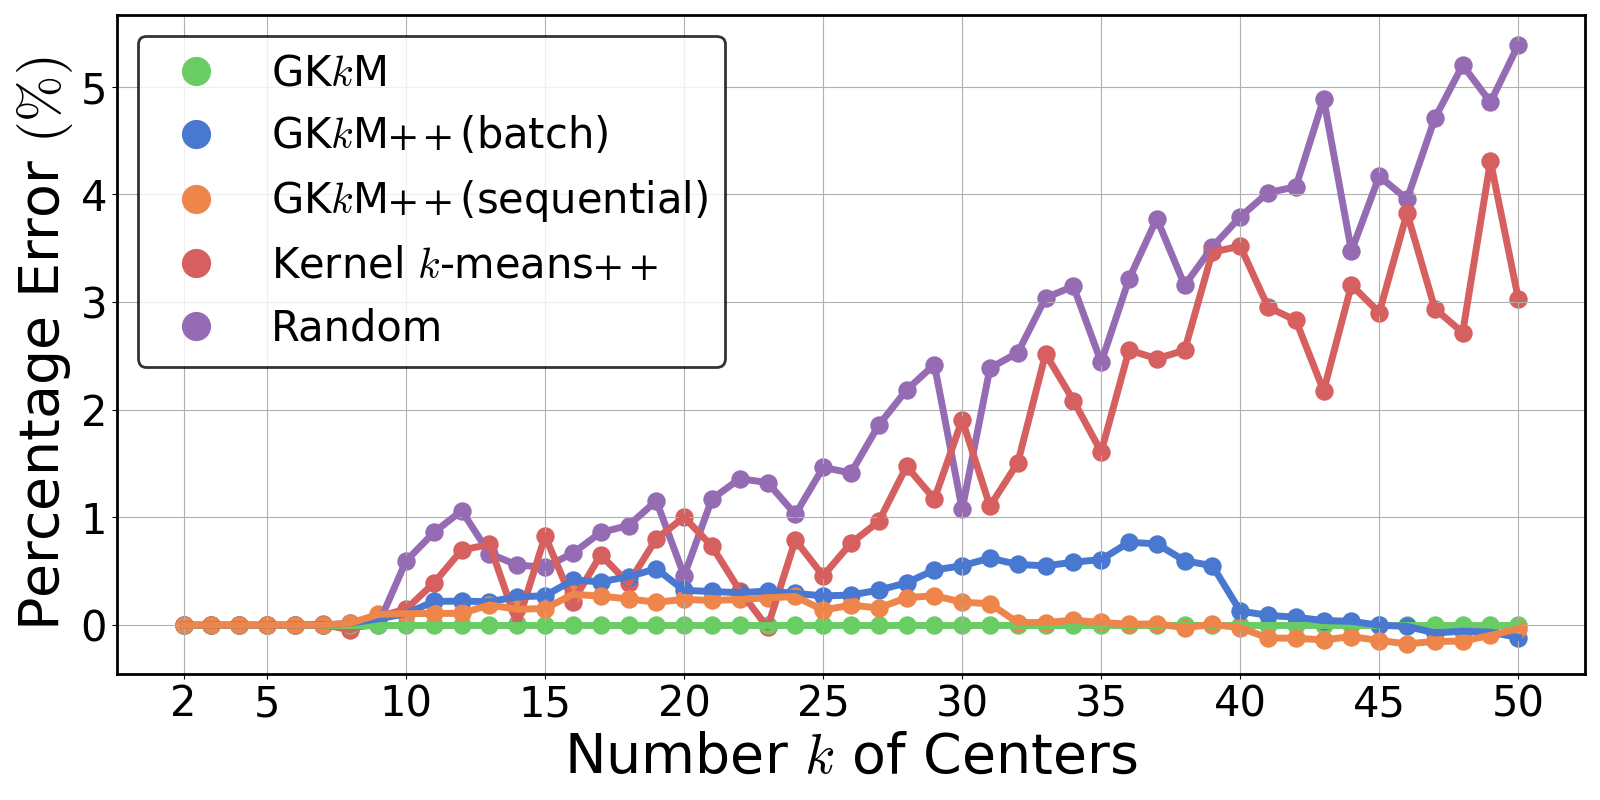 GKkM
GKkM++(batch)
GKkM++(sequential)
Kernel k-means++
Random
Percentage Error (%)
5
4
3
2
1
0
2 5 10 15 20 25 30 35 40 45 50
Number k of Centers